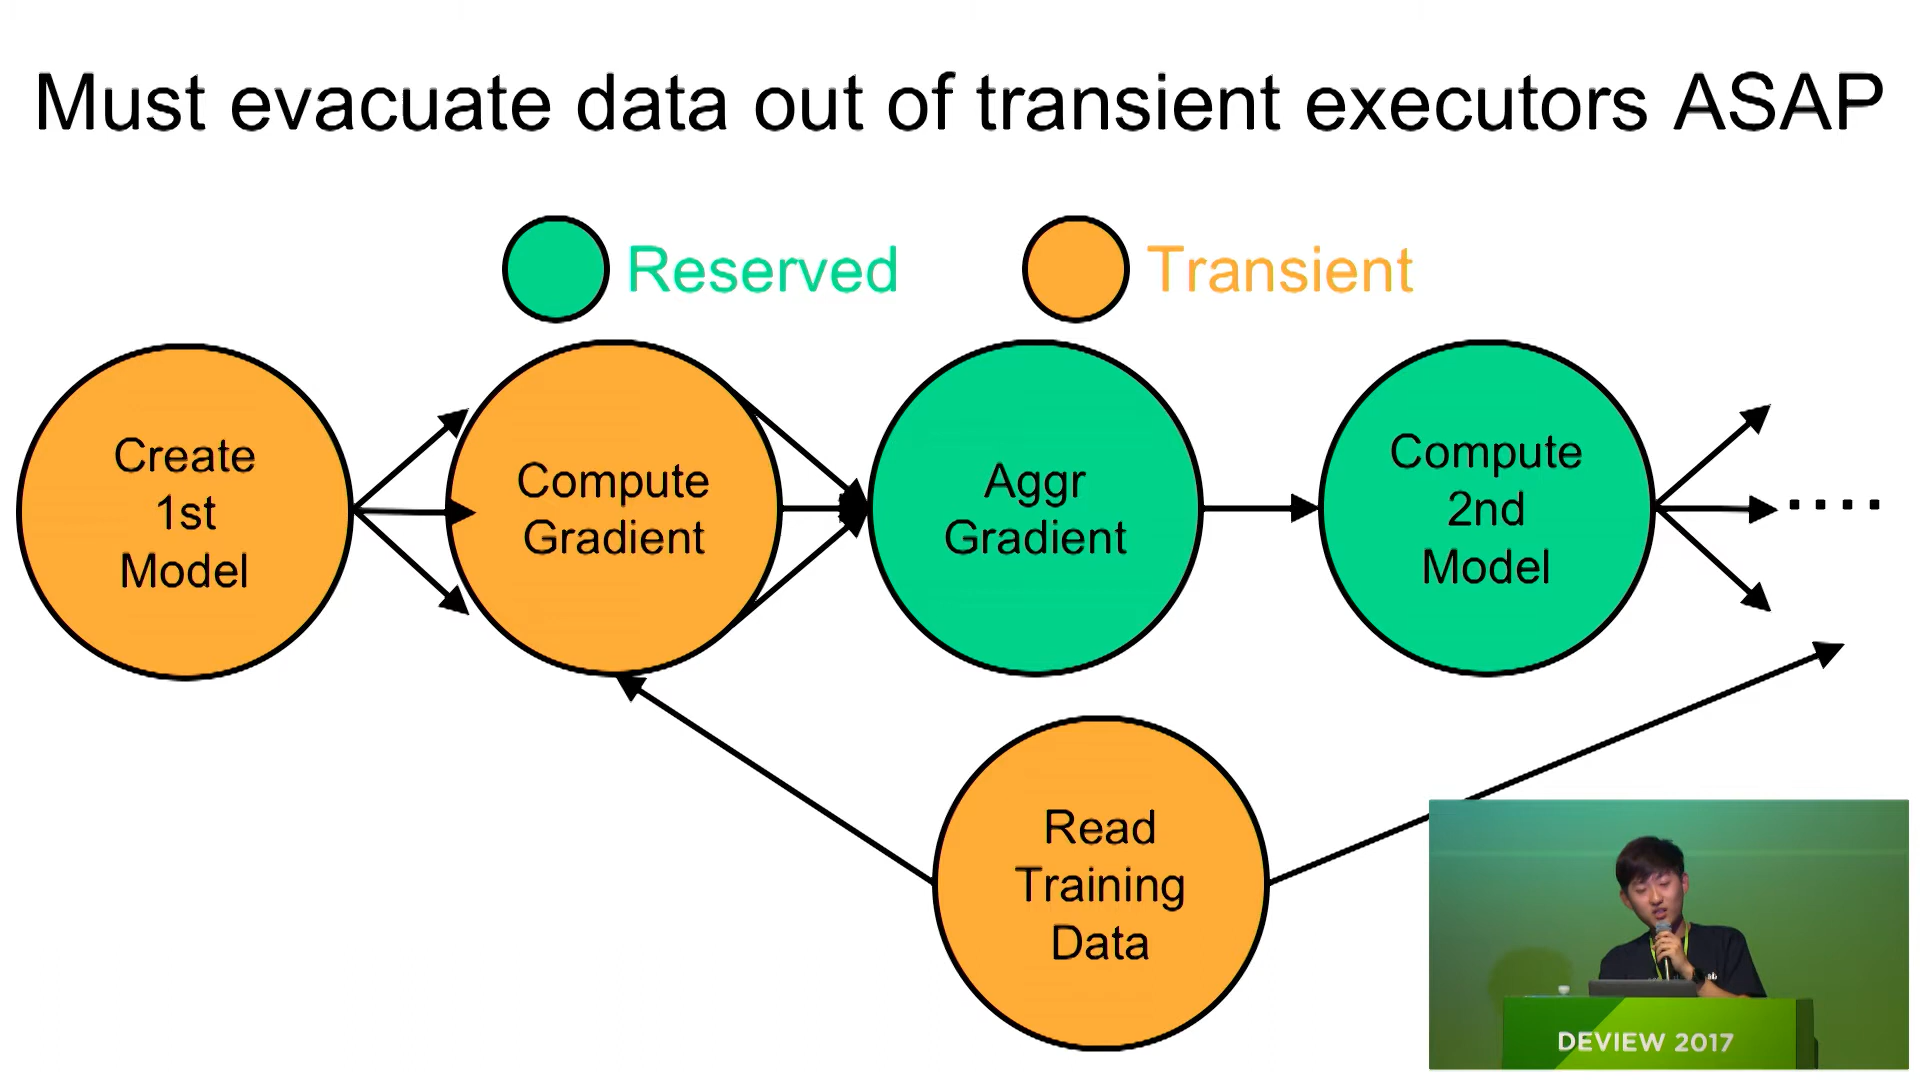 Must evacuate data out of transient executors ASAP
Reserved
Transient
Create
1st
Model
Compute
Gradient
Aggr
Gradient
Compute
2nd
Model
....
Read
Training
Data
DEVIEW 2017